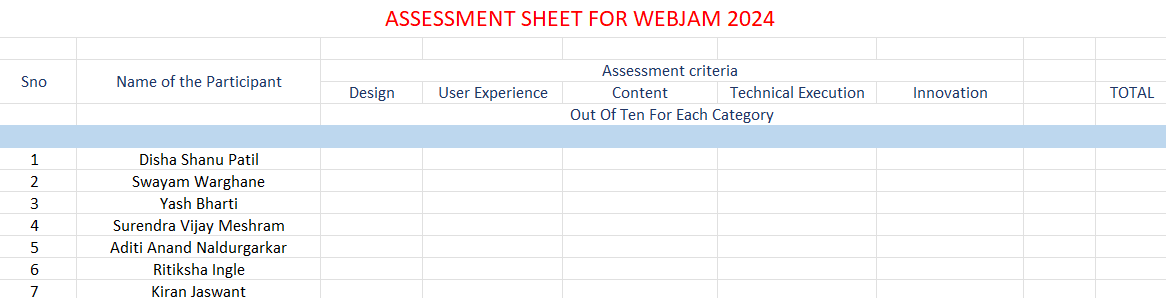 ASSESSMENT SHEET FOR WEBJAM 2024
Sno Name of the Participant Assessment criteria
Design User Experience Content Technical Execution Innovation TOTAL
Out Of Ten For Each Category
1 Disha Shanu Patil
2 Swayam Warghane
3 Yash Bharti
4 Surendra Vijay Meshram
5 Aditi Anand Naldurgarkar
6 Ritiksha Ingle
7 Kiran Jaswant